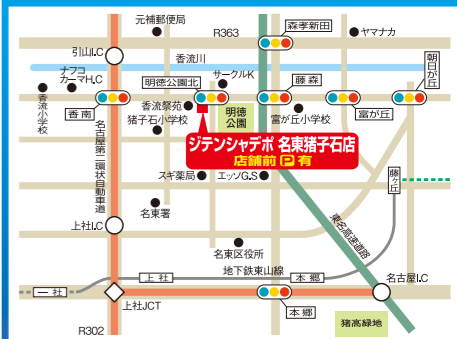 元補郵便局
R363
森孝新田
ヤマナカ
引山I.C
香流川
ナフコ
カーマH.C
明徳公園北
サークルK
藤森
朝日が丘
香流小学校
香南
香流祭苑
猪子石小学校
明徳
公園
富が丘小学校
富が丘
名古屋第二環状自動車道
ジテンシャデポ 名東猪子石店
店舗前 P 有
藤ヶ丘
スギ薬局
エッソG.S
名東署
上社I.C
東名高速道路
名東区役所
地下鉄東山線
一社
上社
本郷
名古屋I.C
上社JCT
本郷
猪高緑地
R302